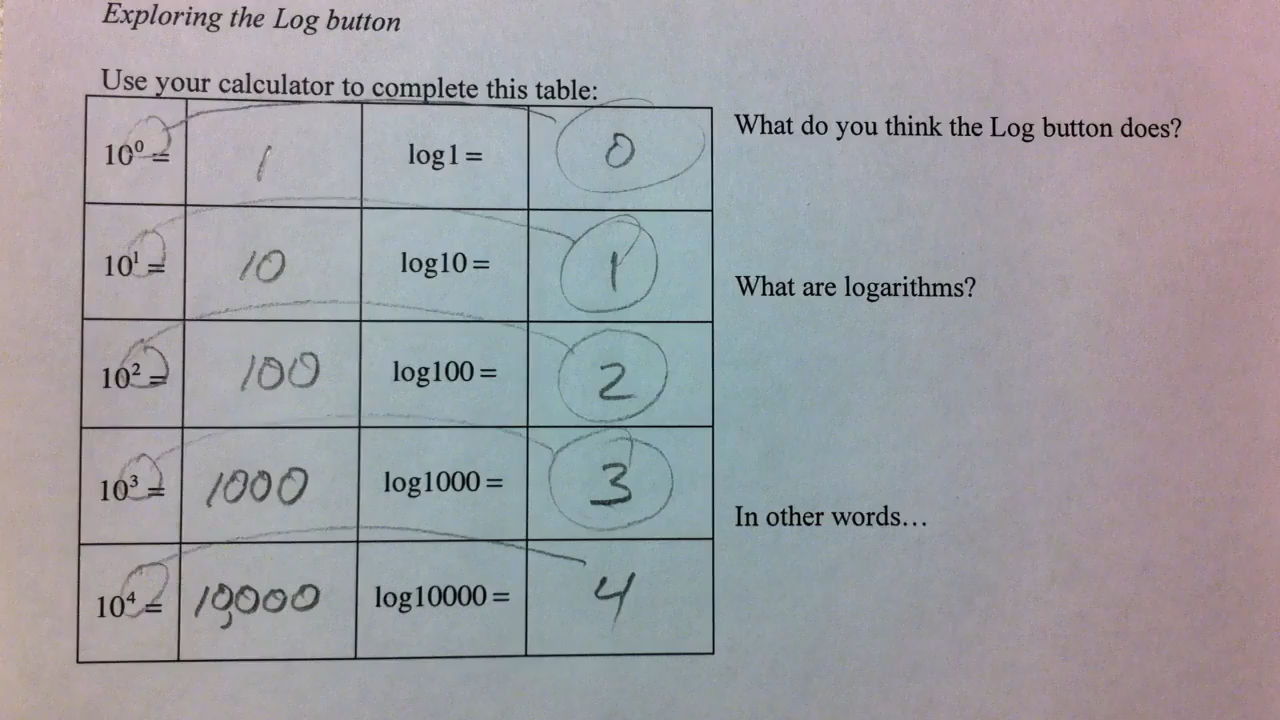 Exploring the Log button
Use your calculator to complete this table:
10⁰ = 1 log1 = 0
What do you think the Log button does?
10¹ = 10 log10 = 1
What are logarithms?
10² = 100 log100 = 2
10³ = 1000 log1000 = 3
In other words…
10⁴ = 10,000 log10000 = 4